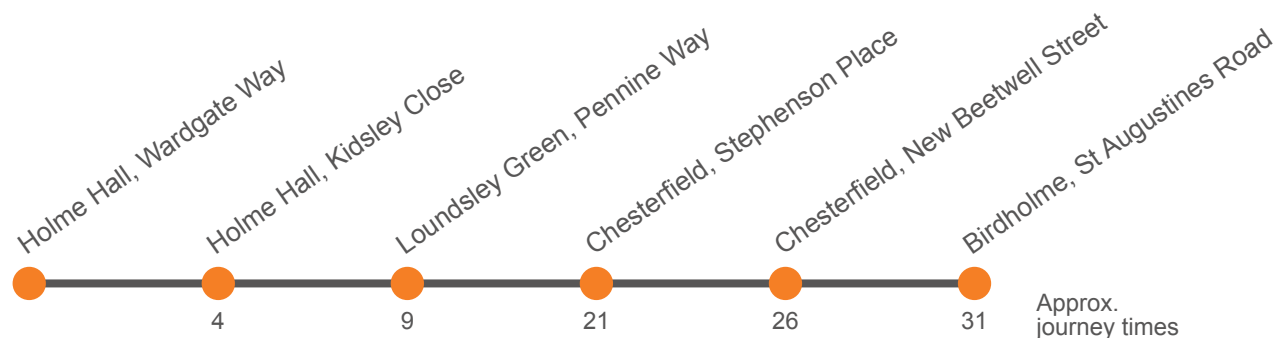 Holme Hall, Wardgate Way
Holme Hall, Kidsley Close
Loundsley Green, Pennine Way
Chesterfield, Stephenson Place
Chesterfield, New Beetwell Street
Birdholme, St Augustines Road
4
9
21
26
31
Approx.
journey times